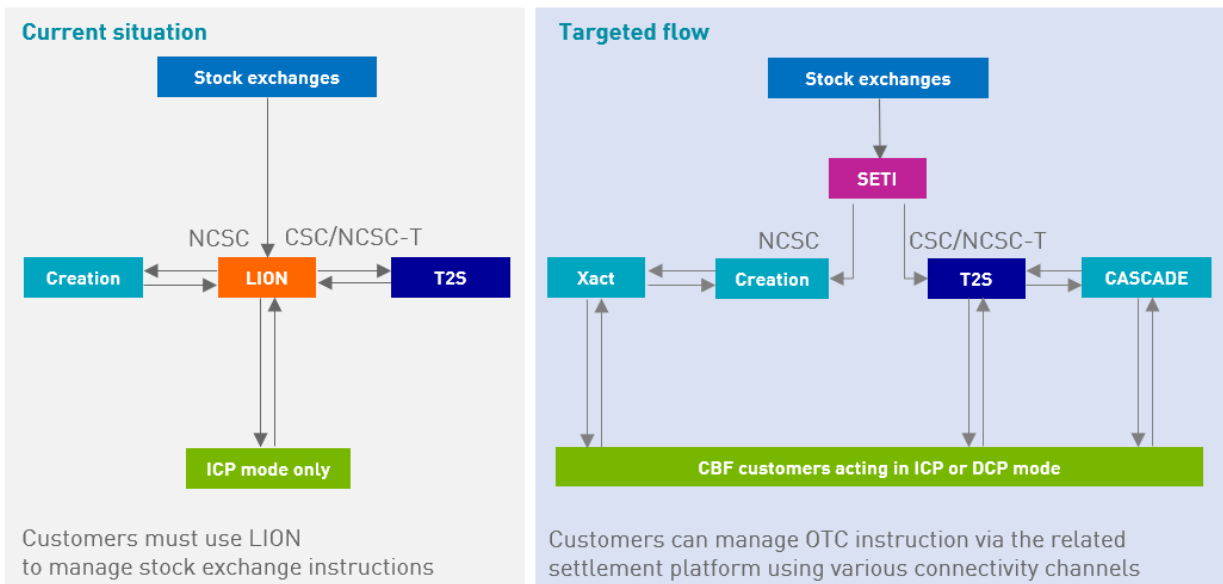 Current situation
Stock exchanges
NCSC
CSC/NCSC-T
Creation
LION
T2S
ICP mode only
Customers must use LION
to manage stock exchange instructions
Targeted flow
Stock exchanges
SETI
NCSC
CSC/NCSC-T
Xact
Creation
T2S
CASCADE
CBF customers acting in ICP or DCP mode
Customers can manage OTC instruction via the related
settlement platform using various connectivity channels